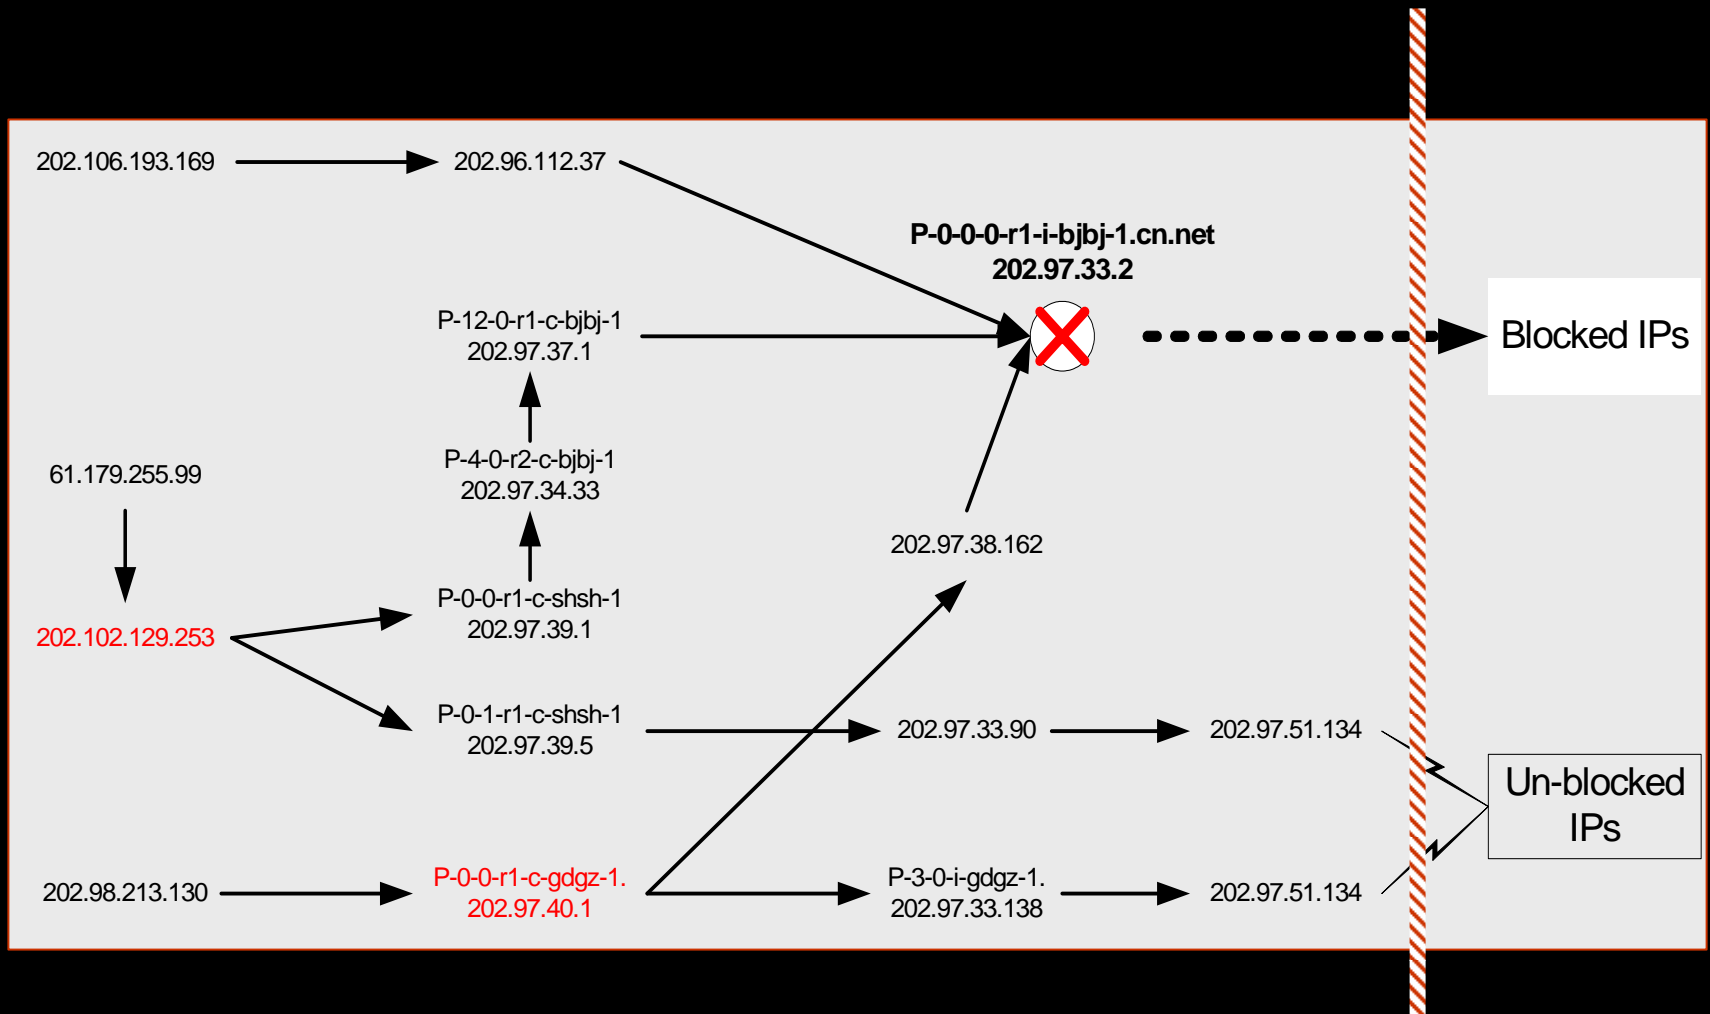 202.106.193.169
202.96.112.37
P-0-0-0-r1-i-bjbj-1.cn.net
202.97.33.2
P-12-0-r1-c-bjbj-1
202.97.37.1
Blocked IPs
P-4-0-r2-c-bjbj-1
202.97.34.33
61.179.255.99
202.97.38.162
P-0-0-r1-c-shsh-1
202.97.39.1
202.102.129.253
P-0-1-r1-c-shsh-1
202.97.39.5
202.97.33.90
202.97.51.134
Un-blocked
IPs
202.98.213.130
P-0-0-r1-c-gdgz-1.
202.97.40.1
P-3-0-i-gdgz-1.
202.97.33.138
202.97.51.134